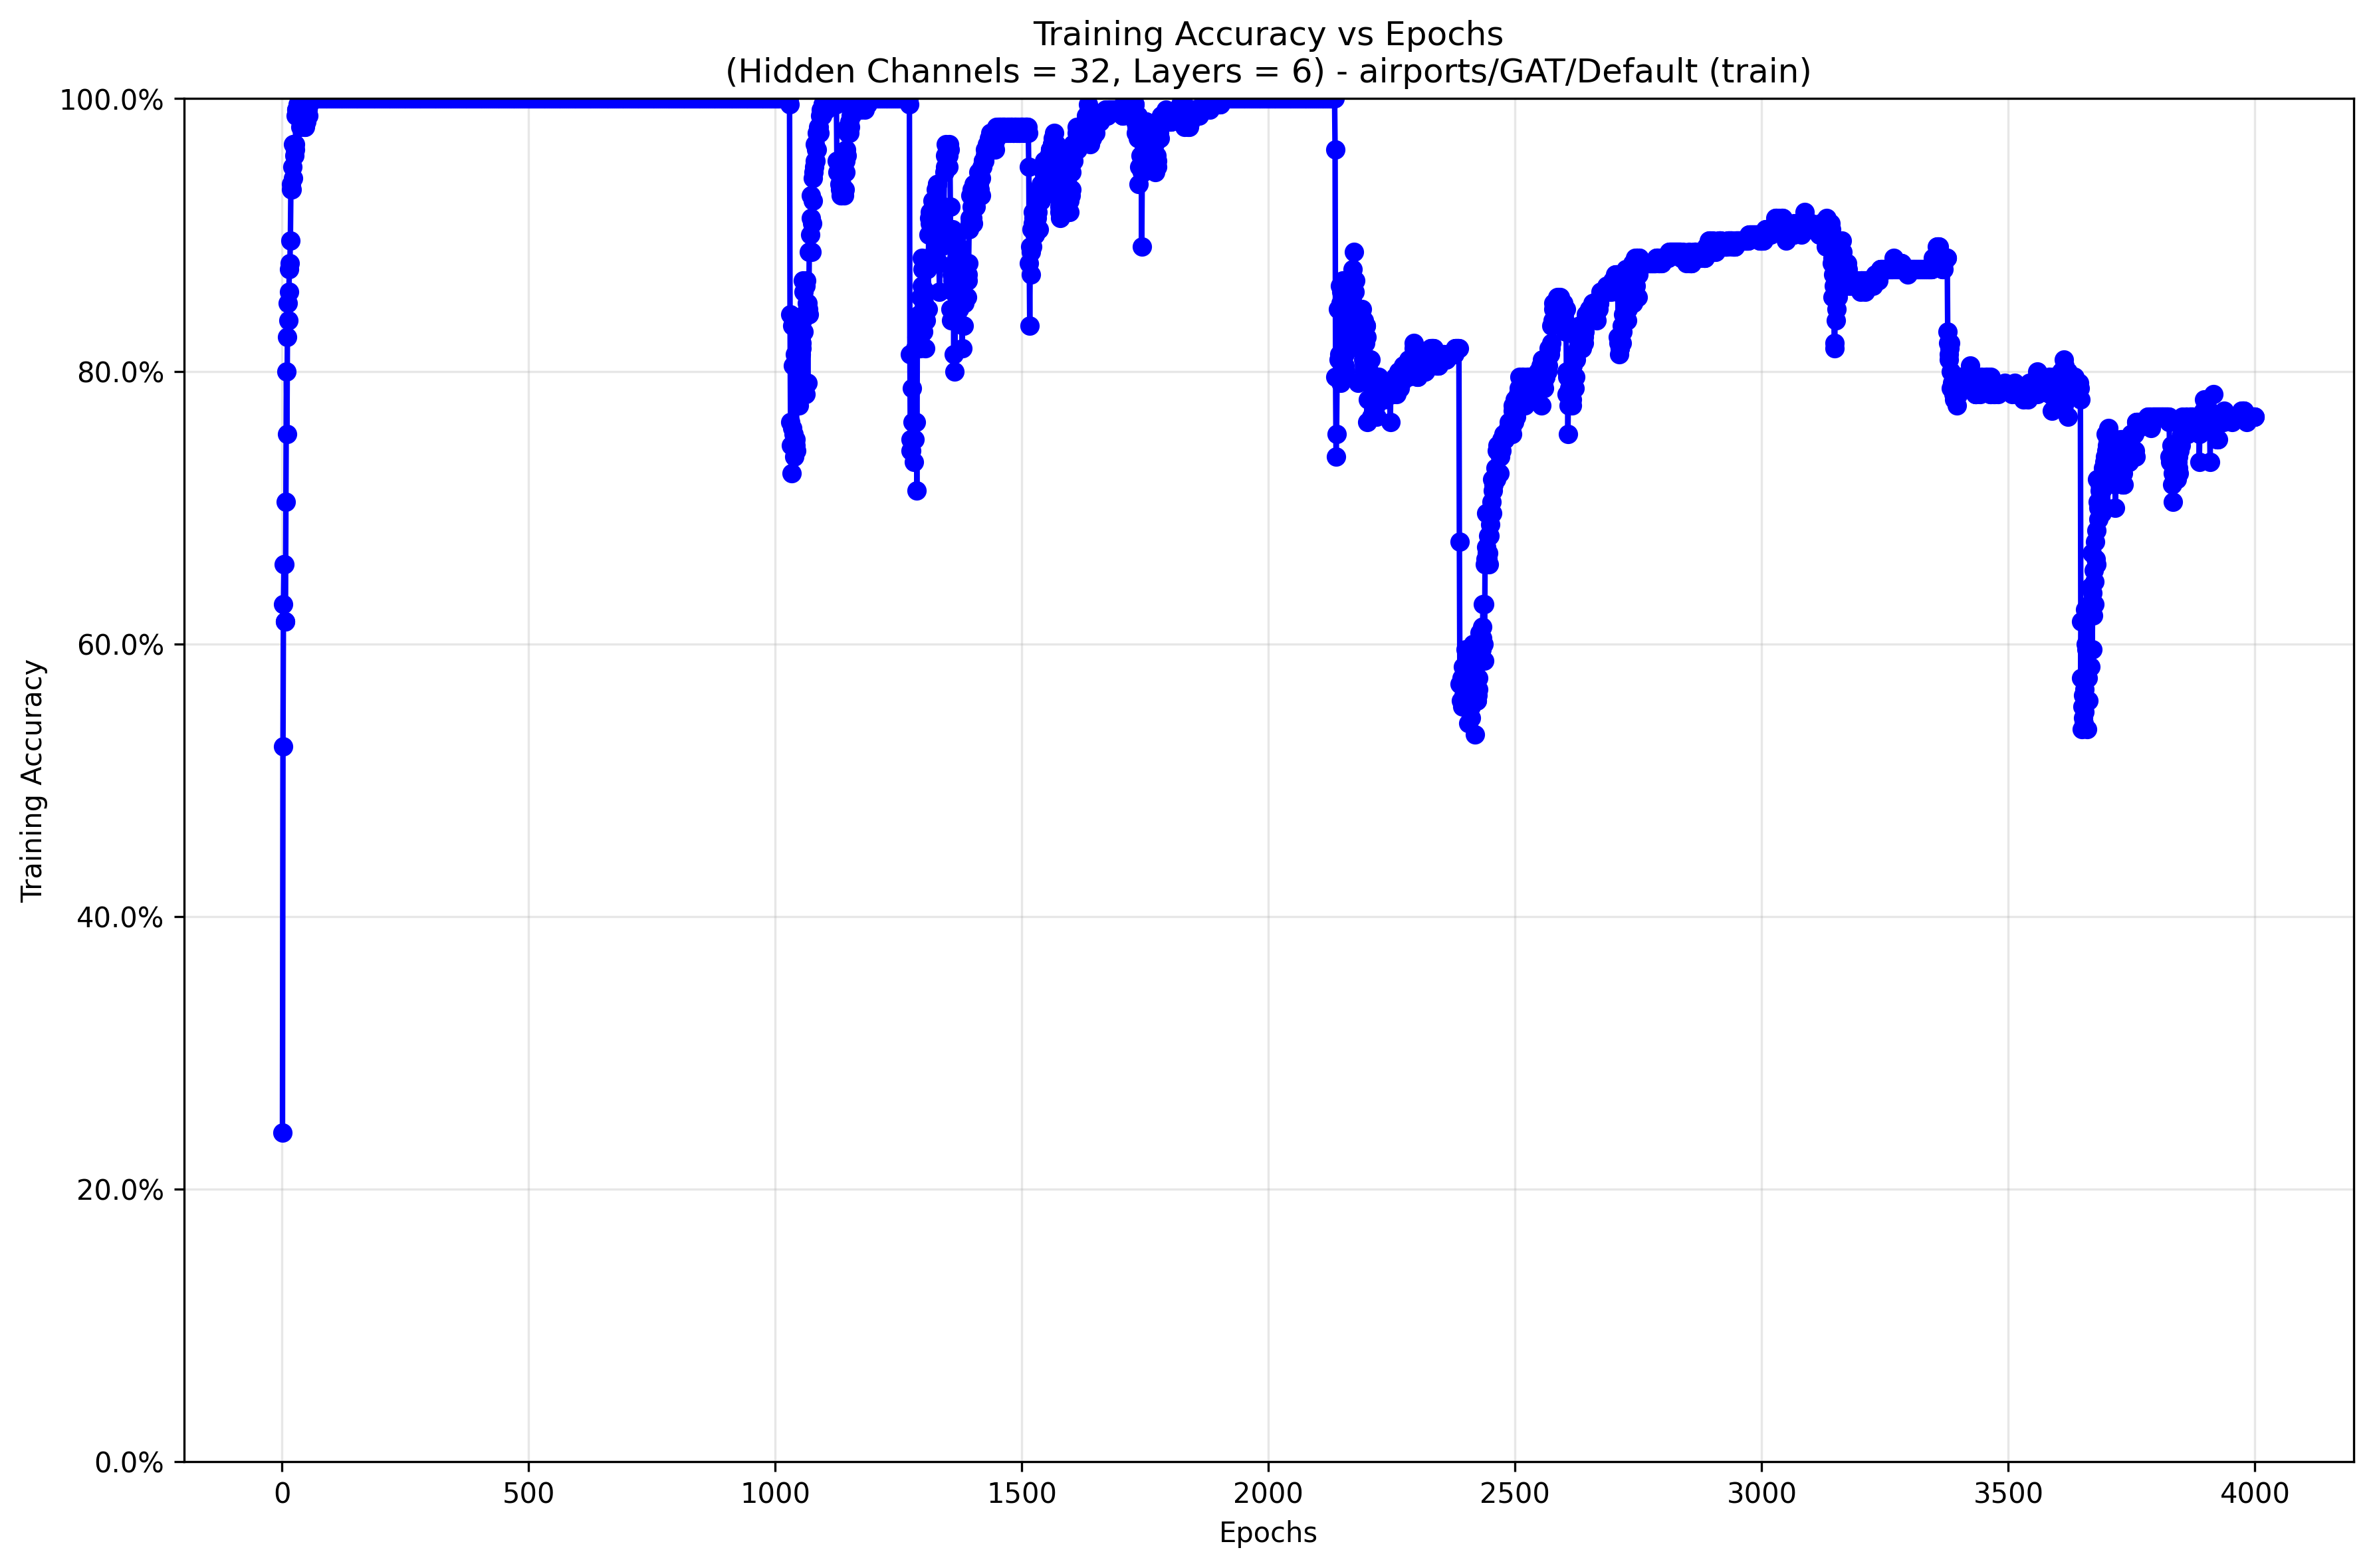 Training Accuracy vs Epochs
(Hidden Channels = 32, Layers = 6) - airports/GAT/Default (train)
100.0%
80.0%
60.0%
40.0%
20.0%
0.0%
Training Accuracy
0 500 1000 1500 2000 2500 3000 3500 4000
Epochs